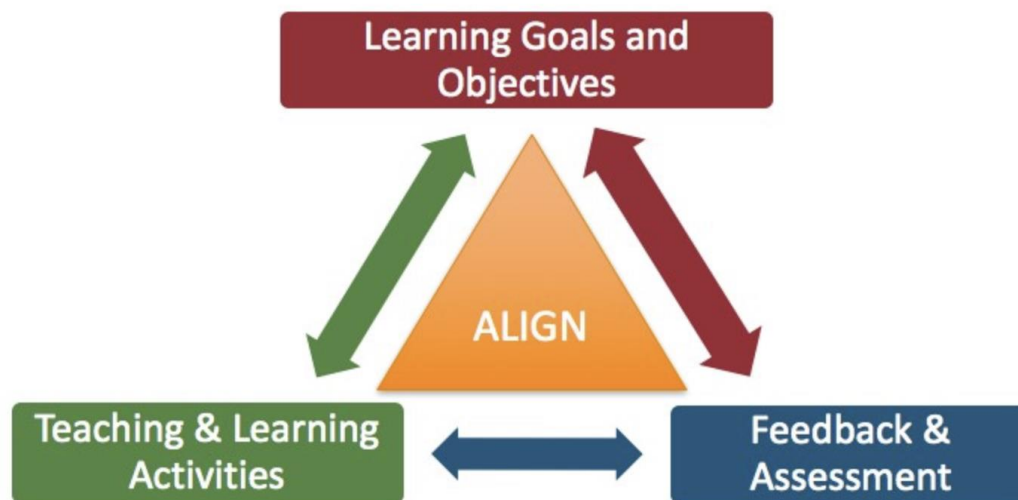 Learning Goals and
Objectives
ALIGN
Teaching & Learning
Activities
Feedback &
Assessment